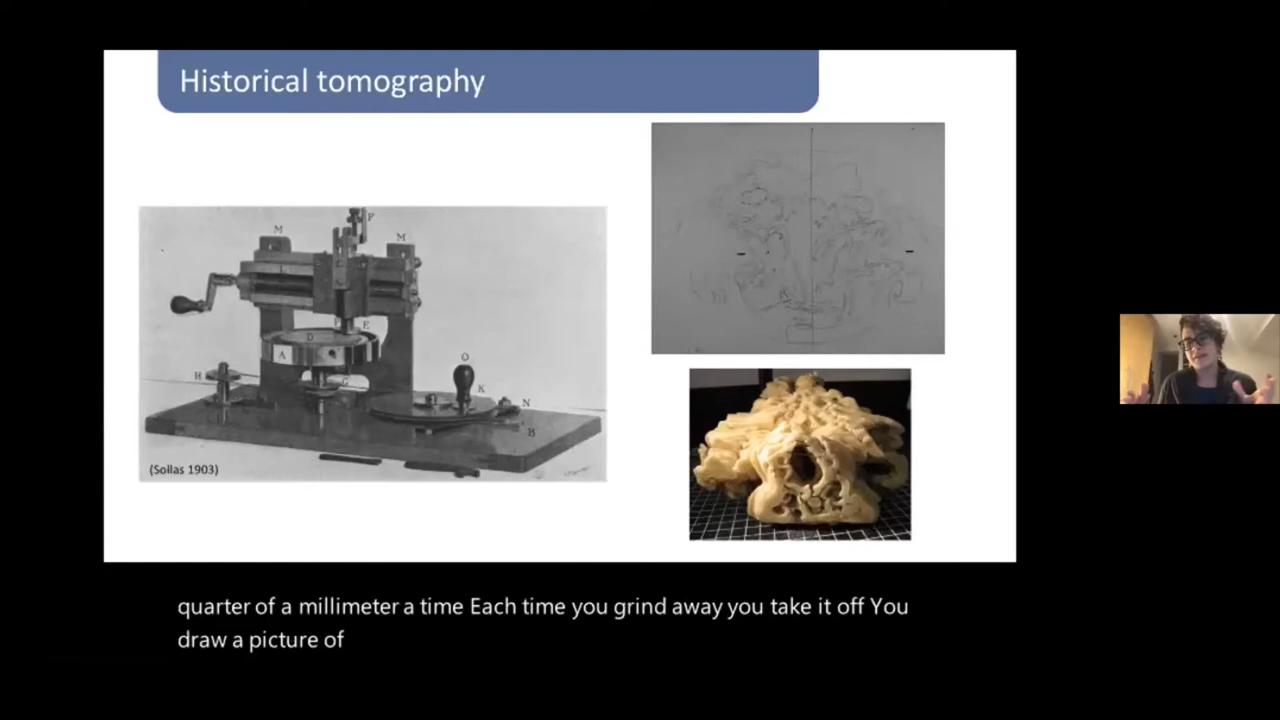 Historical tomography
M
M
P
E
D
A
H
G
O
K
N
B
(Sollas 1903)
quarter of a millimeter a time Each time you grind away you take it off You
draw a picture of